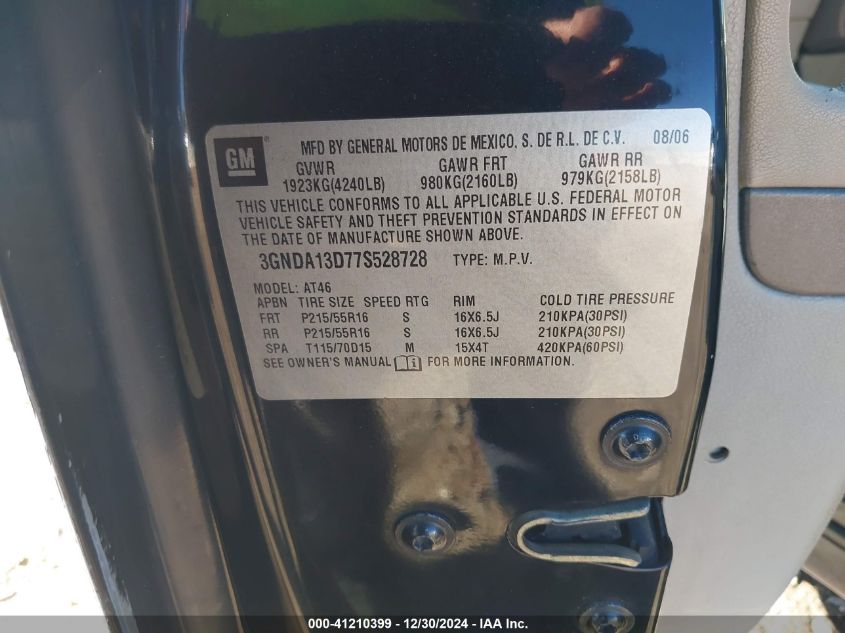 GM ® MFD BY GENERAL MOTORS DE MEXICO, S. DE R.L. DE C.V. 08/06
GVWR GAWR FRT GAWR RR
1923KG(4240LB) 980KG(2160LB) 979KG(2158LB)
THIS VEHICLE CONFORMS TO ALL APPLICABLE U.S. FEDERAL MOTOR
VEHICLE SAFETY AND THEFT PREVENTION STANDARDS IN EFFECT ON
THE DATE OF MANUFACTURE SHOWN ABOVE.
3GNDA13D77S528728 TYPE: M.P.V.
MODEL: AT46
APBN TIRE SIZE SPEED RTG RIM COLD TIRE PRESSURE
FRT P215/55R16 S 16X6.5J 210KPA(30PSI)
RR P215/55R16 S 16X6.5J 210KPA(30PSI)
SPA T115/70D15 M 15X4T 420KPA(60PSI)
SEE OWNER'S MANUAL i FOR MORE INFORMATION.
000-41210399 - 12/30/2024 - IAA Inc.